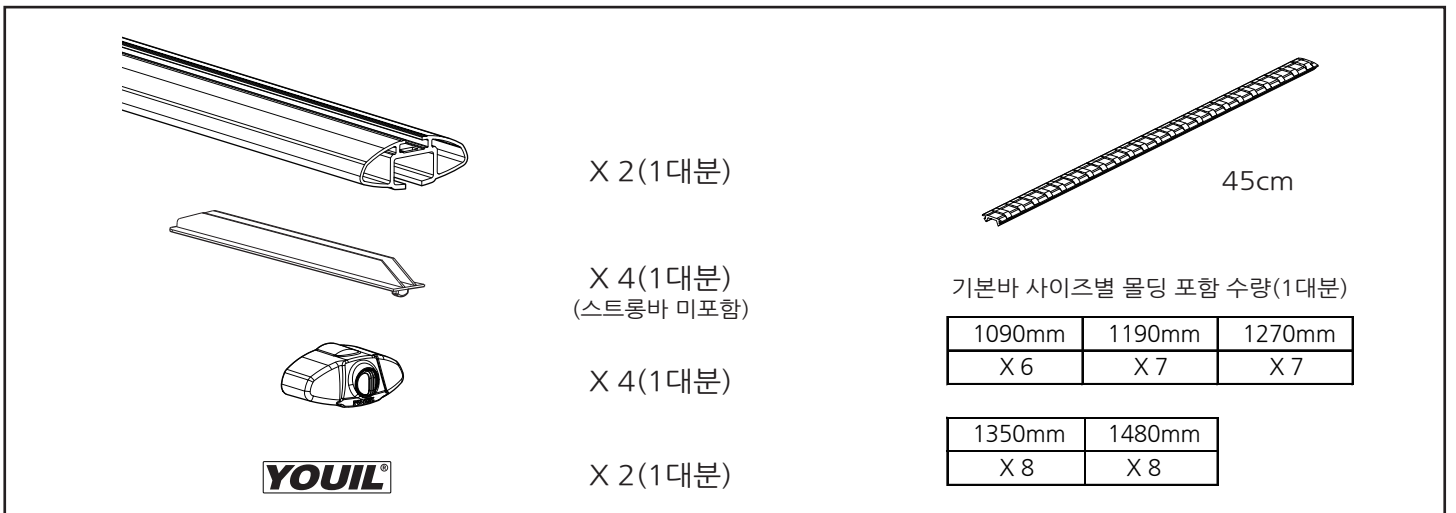 X 2(1대분)
X 4(1대분)
(스트롱바 미포함)
X 4(1대분)
YOUIL®
X 2(1대분)
45cm
기본바 사이즈별 몰딩 포함 수량(1대분)
1090mm 1190mm 1270mm
X 6 X 7 X 7
1350mm 1480mm
X 8 X 8